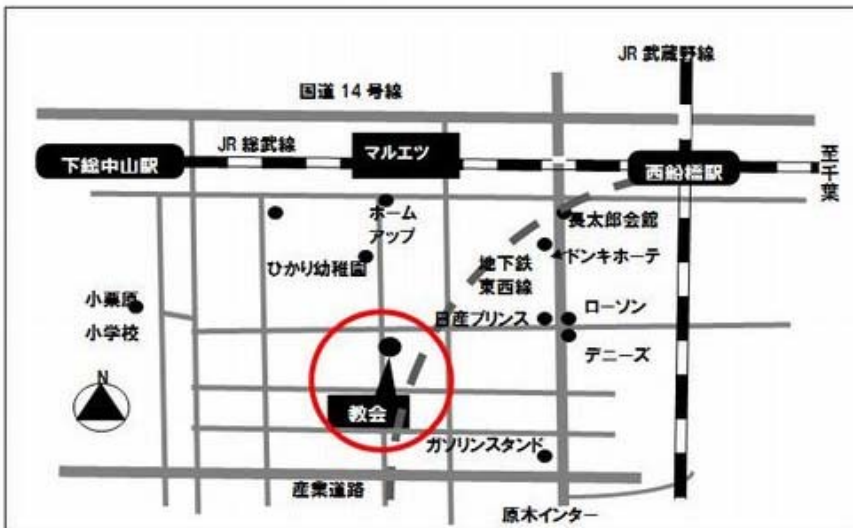 JR 武蔵野線
国道 14 号線
JR 総武線
マルエツ
下総中山駅
西船橋駅
至千葉
ホーム
アップ
長太郎会館
ひかり幼稚園
地下鉄
東西線
ドンキホーテ
小栗原
小学校
日産プリンス
ローソン
デニーズ
N
教会
ガソリンスタンド
産業道路
原木インター